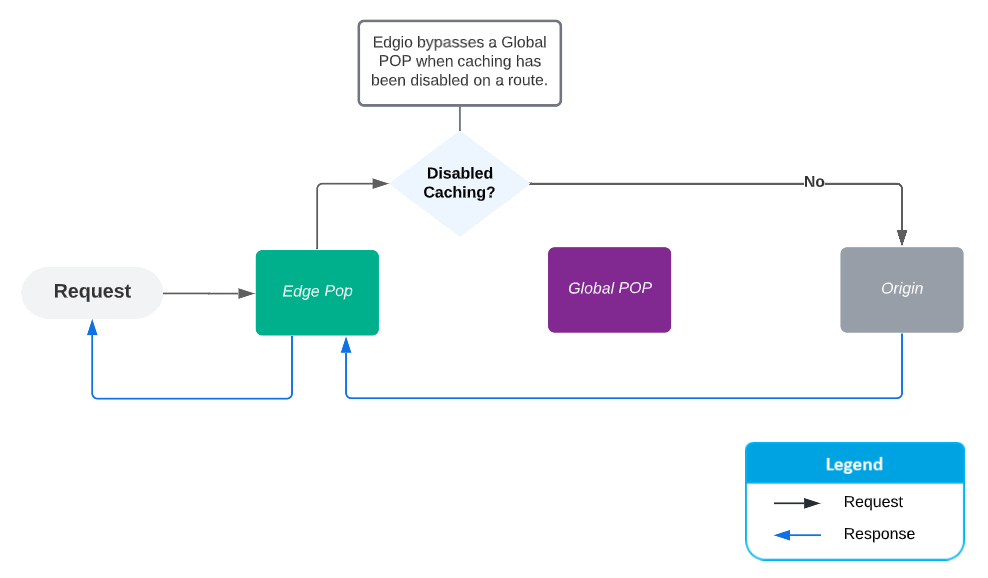 Edgio bypasses a Global
POP when caching has
been disabled on a route.
Disabled
Caching?
No
Request
Edge Pop
Global POP
Origin
Legend
Request
Response